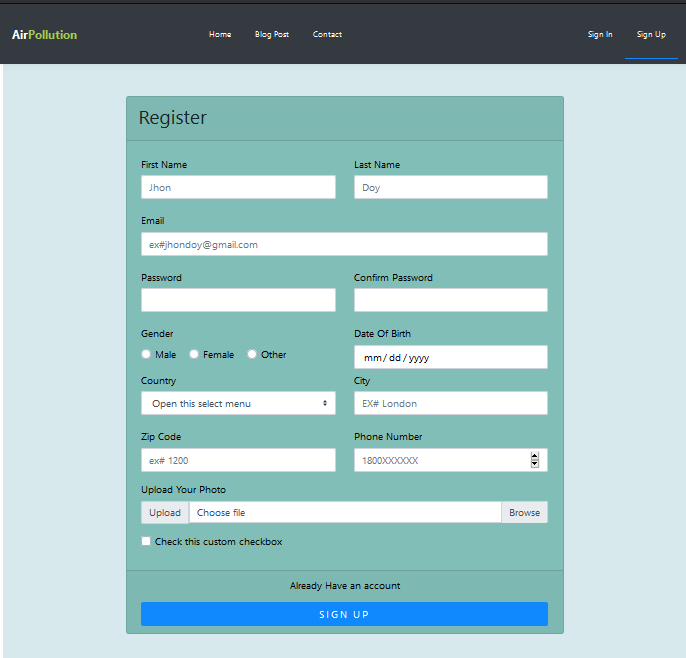 AirPollution Home Blog Post Contact Sign In Sign Up
Register
First Name Last Name
Jhon Doy
Email
ex#jhondoy@gmail.com
Password Confirm Password
Gender Date Of Birth
Male Female Other mm/dd/yyyy
Country City
Open this select menu EX# London
Zip Code Phone Number
ex# 1200 1800XXXXXX
Upload Your Photo
Upload Choose file Browse
Check this custom checkbox
Already Have an account
SIGN UP